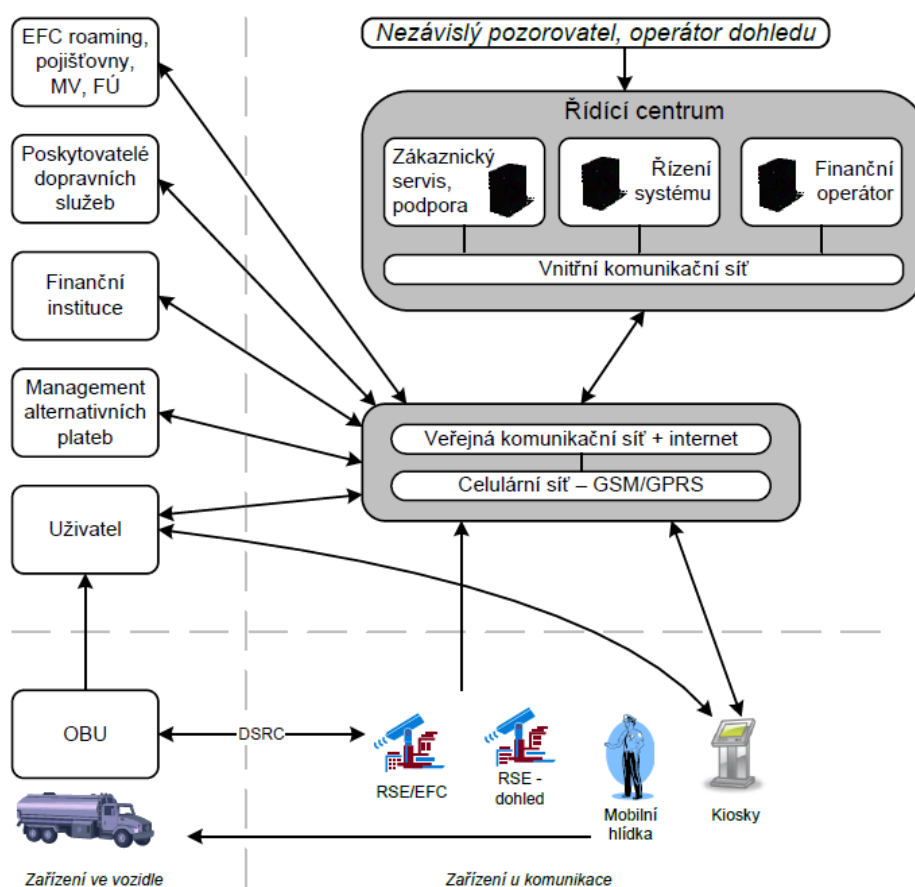 EFC roaming,
pojišťovny,
MV, FÚ
Nezávislý pozorovatel, operátor dohledu
Řídící centrum
Zákaznický
servis,
podpora
Řízení
systému
Finanční
operátor
Vnitřní komunikační síť
Poskytovatelé
dopravních
služeb
Finanční
instituce
Management
alternativních
plateb
Veřejná komunikační síť + internet
Celulární síť – GSM/GPRS
Uživatel
OBU
DSRC
RSE/EFC
RSE -
dohled
Mobilní
hlídka
Kiosky
Zařízení ve vozidle
Zařízení u komunikace